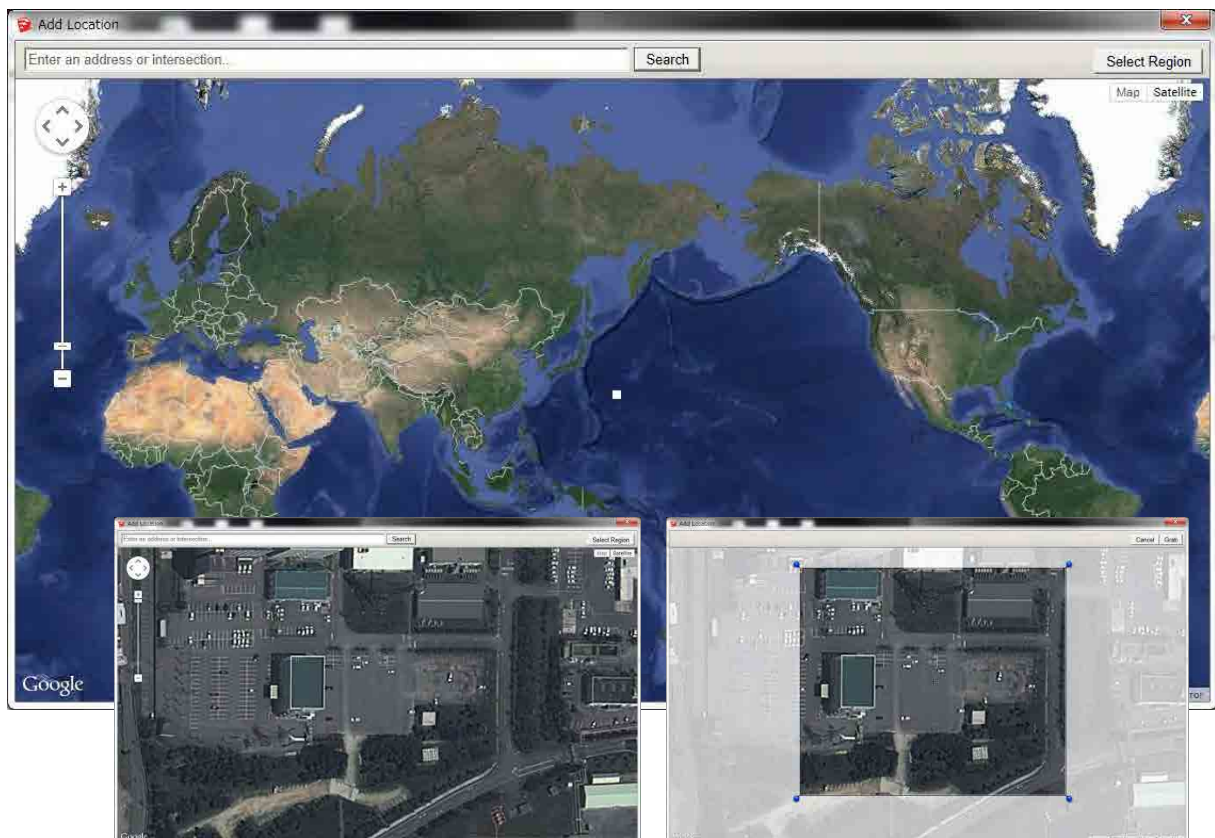 Add Location
Enter an address or intersection..
Search
Select Region
Map
Satellite
Google
Add Location
Enter an address or intersection..
Search
Select Region
Map
Satellite
Google
Add Location
Cancel
Grab